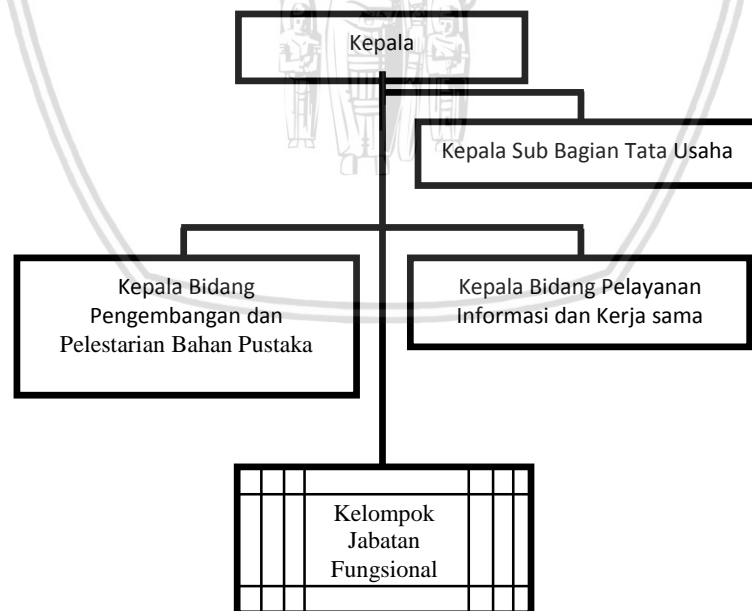 Kepala
Kepala Sub Bagian Tata Usaha
Kepala Bidang
Pengembangan dan
Pelestarian Bahan Pustaka
Kepala Bidang Pelayanan
Informasi dan Kerja sama
Kelompok
Jabatan
Fungsional